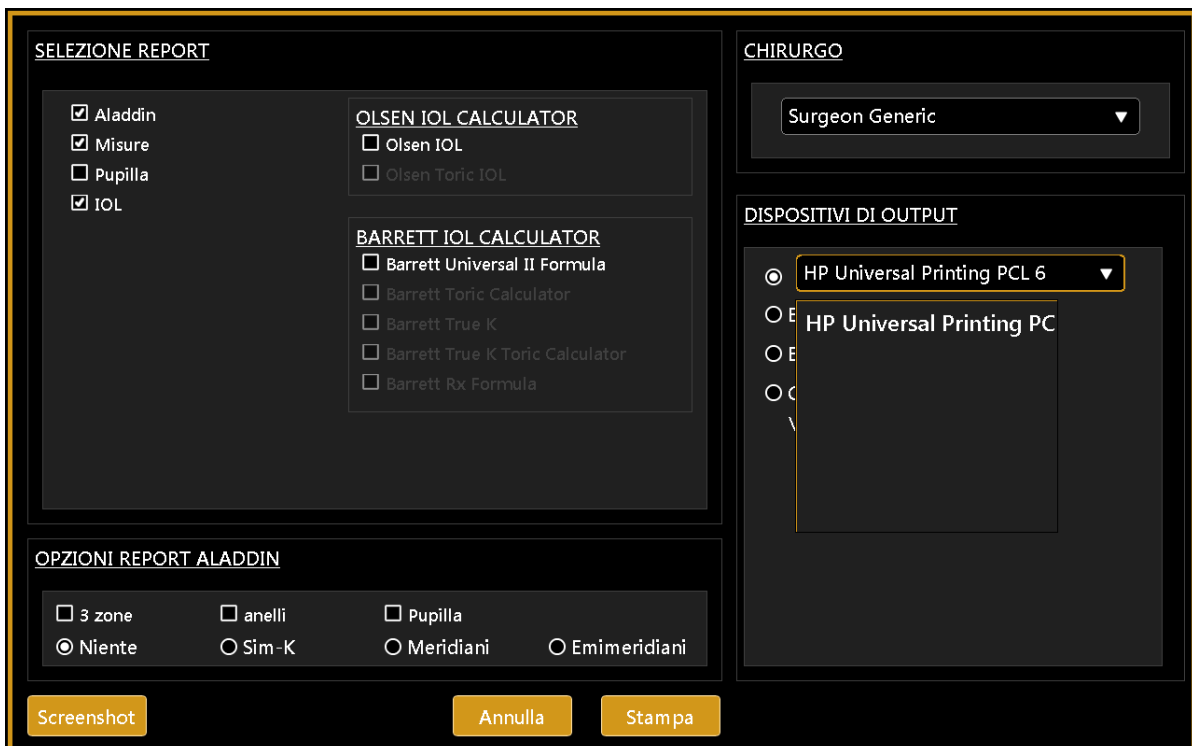 SELEZIONE REPORT
Aladdin
Misure
Pupilla
IOL
OLSEN IOL CALCULATOR
Olsen IOL
Olsen Toric IOL
BARRETT IOL CALCULATOR
Barrett Universal II Formula
Barrett Toric Calculator
Barrett True K
Barrett True K Toric Calculator
Barrett Rx Formula
OPZIONI REPORT ALADDIN
3 zone anelli Pupilla
Niente Sim-K Meridiani Emimeridiani
CHIRURGO
Surgeon Generic
DISPOSITIVI DI OUTPUT
HP Universal Printing PCL 6
HP Universal Printing PC
Screenshot Annulla Stampa